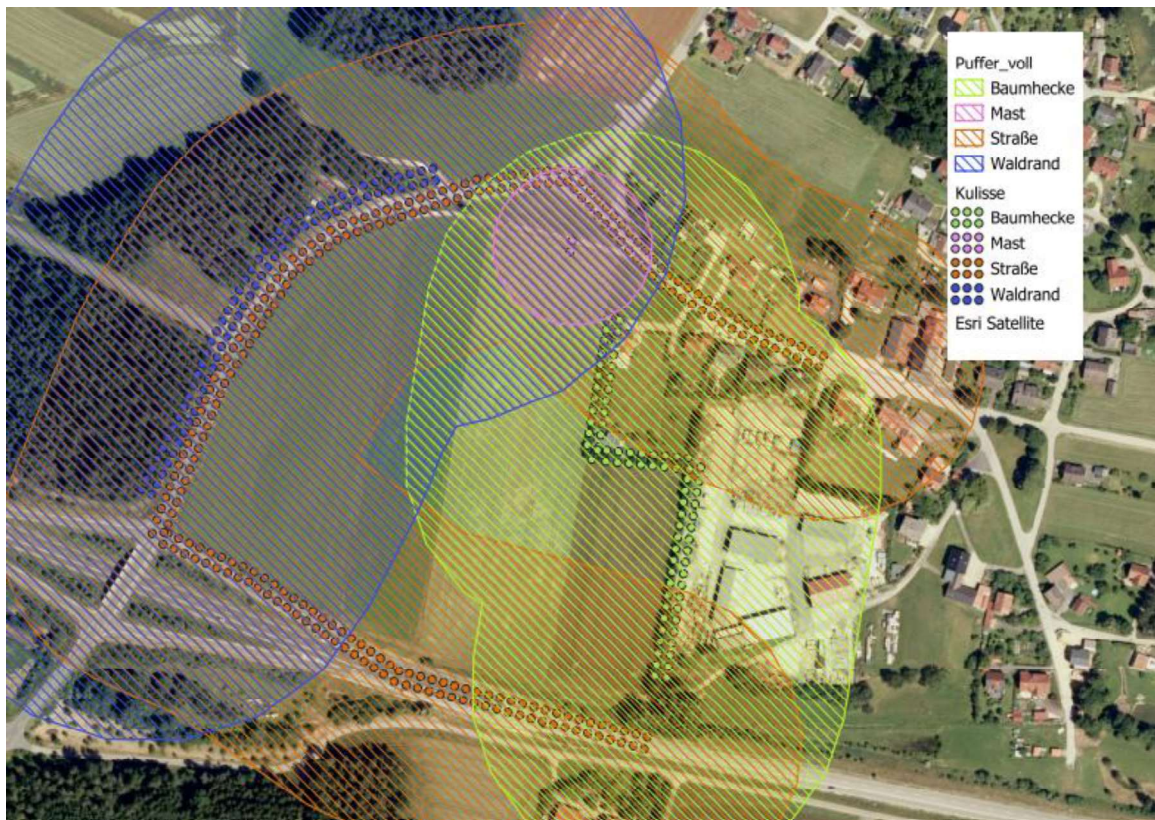 Puffer_voll
Baumhecke
Mast
Straße
Waldrand
Kulisse
Baumhecke
Mast
Straße
Waldrand
Esri Satellite